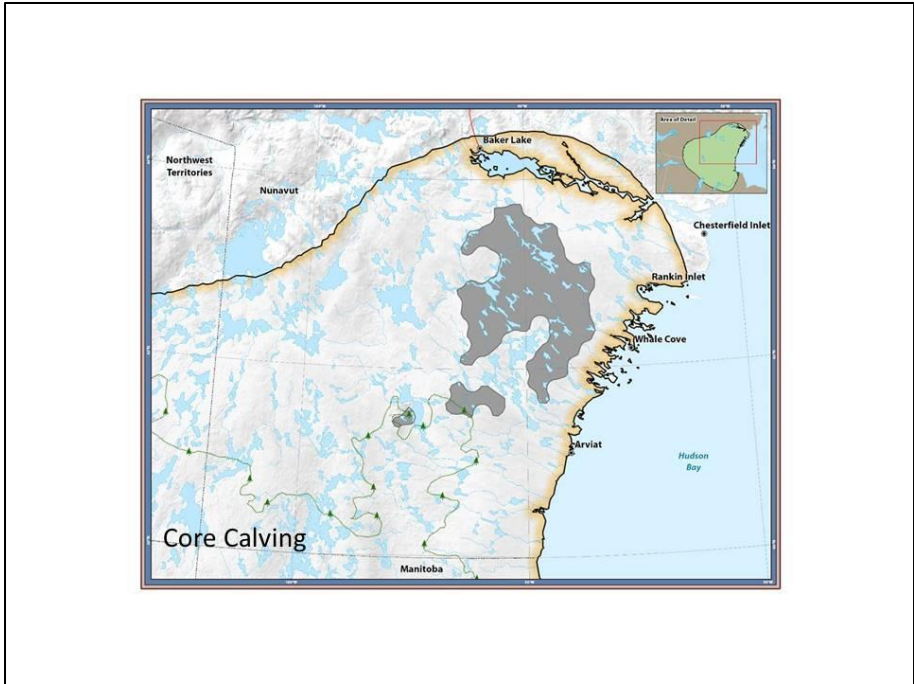 Area of Detail
Baker Lake
Northwest
Territories
Nunavut
Chesterfield Inlet
Rankin Inlet
Whale Cove
Arviat
Hudson
Bay
Core Calving
Manitoba